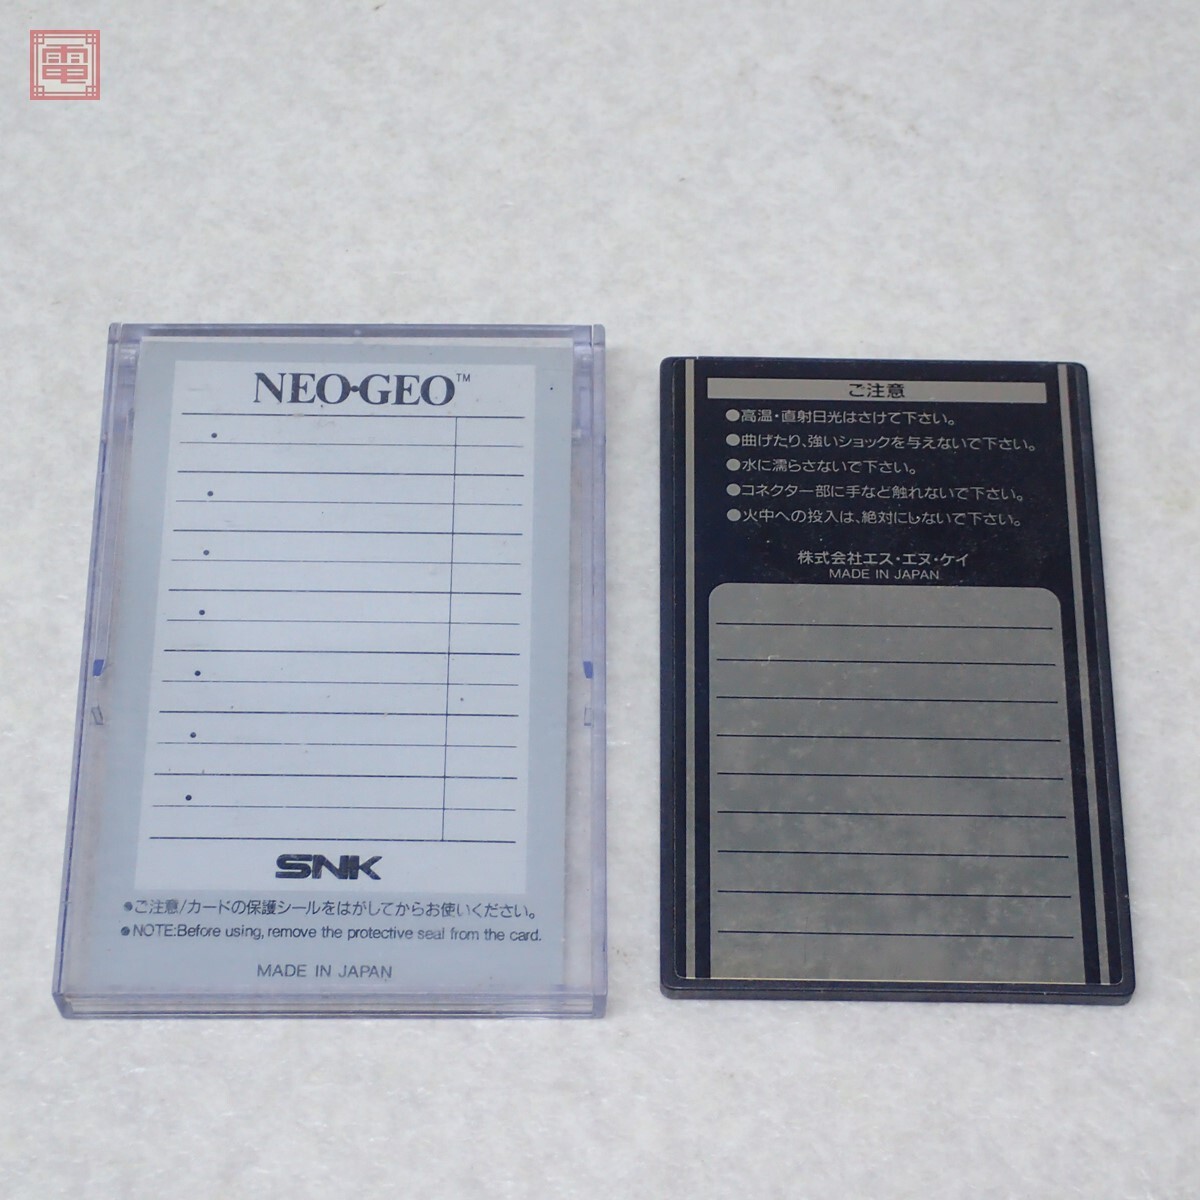 電
NEO•GEO™
SNK
●ご注意/カードの保護シールをはがしてからお使いください。
●NOTE:Before using, remove the protective seal from the card.
MADE IN JAPAN
ご注意
●高温・直射日光はさけて下さい。
●曲げたり、強いショックを与えないで下さい。
●水に濡らさないで下さい。
●コネクター部に手など触れないで下さい。
●火中への投入は、絶対にしないで下さい。
株式会社エス・エヌ・ケイ
MADE IN JAPAN